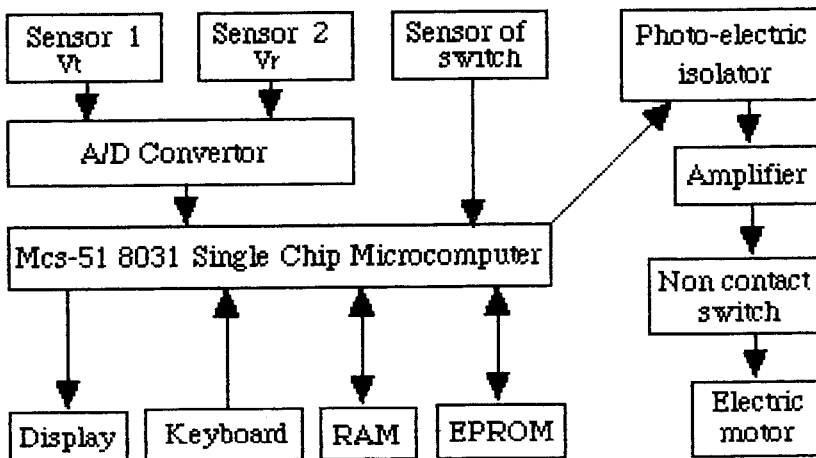 Sensor 1
Vt
Sensor 2
Vr
Sensor of
switch
Photo-electric
isolator
A/D Convertor
Amplifier
Mcs-51 8031 Single Chip Microcomputer
Non contact
switch
Display
Keyboard
RAM
EPROM
Electric
motor